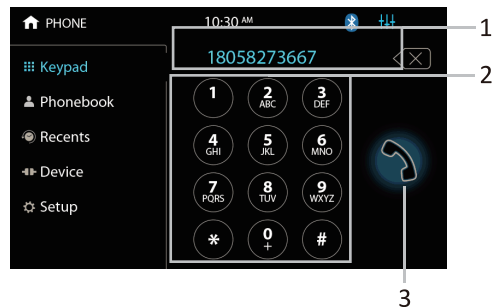 PHONE 10:30 AM
18058273667
1
2
Keypad
Phonebook
Recents
Device
Setup
1 2 ABC 3 DEF
4 GHI 5 JKL 6 MNO
7 PQRS 8 TUV 9 WXYZ
* 0 + #
3